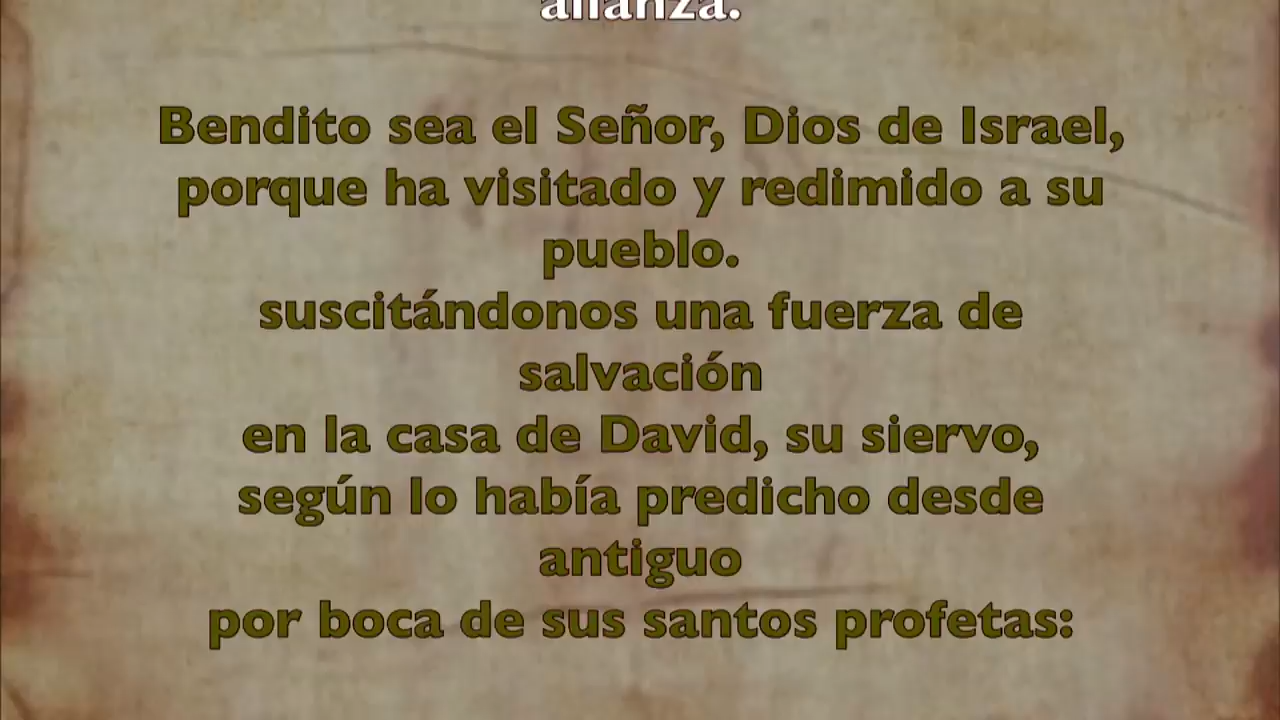 alianza.
Bendito sea el Señor, Dios de Israel,
porque ha visitado y redimido a su
pueblo.
suscitándonos una fuerza de
salvación
en la casa de David, su siervo,
según lo había predicho desde
antiguo
por boca de sus santos profetas: